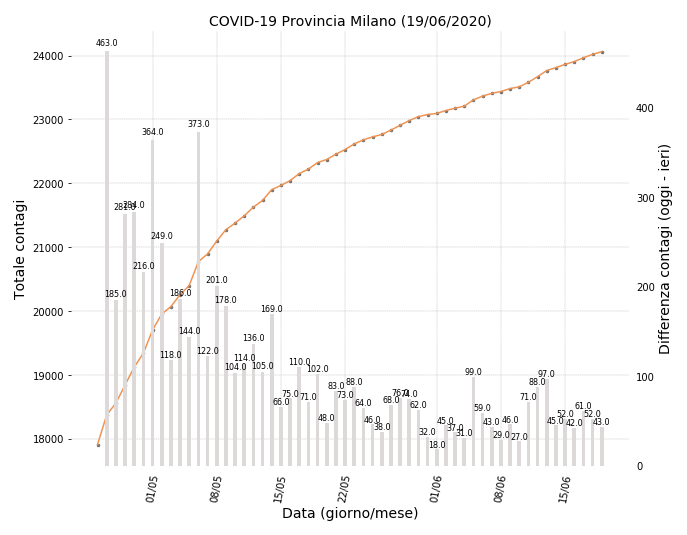 COVID-19 Provincia Milano (19/06/2020)
463.0
24000
373.0
364.0
400
23000
281.0 284.0
22000
300
249.0
216.0
21000
201.0
200
185.0 186.0 178.0
20000
169.0
144.0
136.0
118.0 122.0 114.0
104.0 105.0 110.0 102.0
19000
99.0 97.0
100
83.0 88.0 88.0
66.0 75.0 71.0 73.0 64.0 68.0 76.0 74.0 62.0 59.0 71.0 61.0
48.0 46.0 38.0 45.0 37.0 43.0 46.0 45.0 52.0 42.0 52.0 43.0
32.0 18.0 31.0 29.0 27.0
18000
0
01/05 08/05 15/05 22/05 01/06 08/06 15/06
Totale contagi
Differenza contagi (oggi - ieri)
Data (giorno/mese)